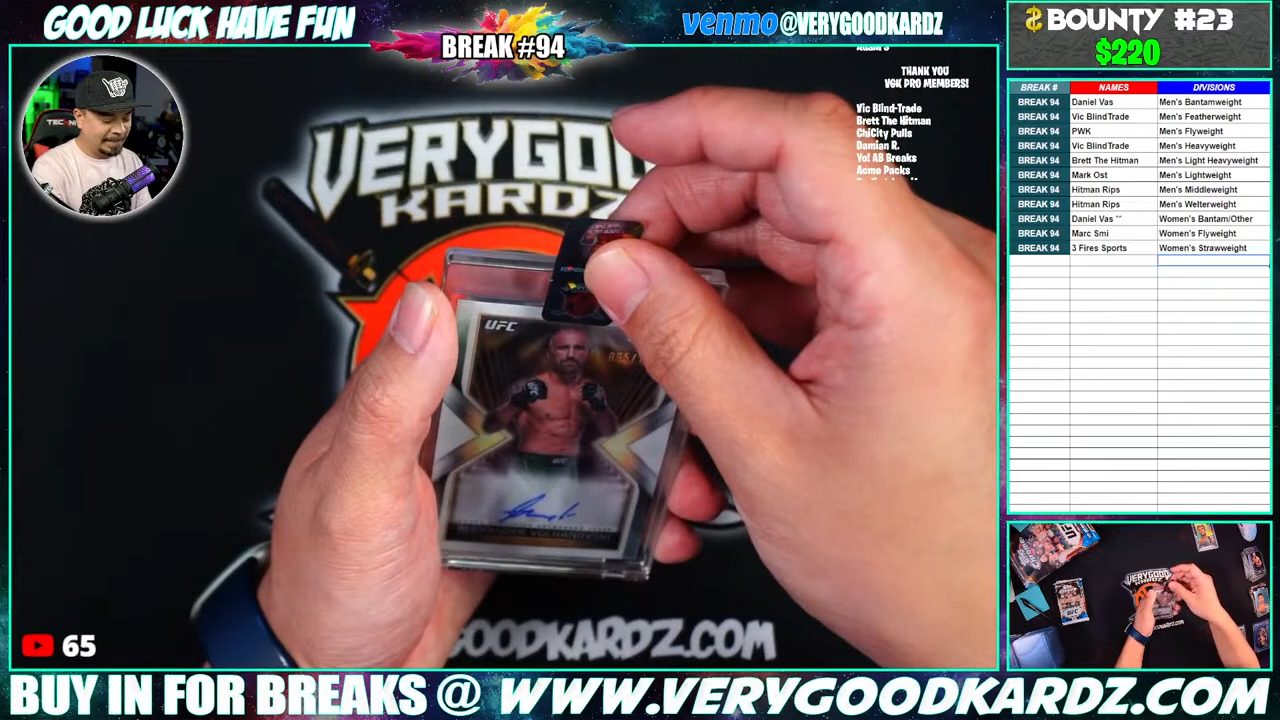 GOOD LUCK HAVE FUN
BREAK #94
venmo @VERYGOODKARDZ
$ BOUNTY #23
$220
THANK YOU
VGK PRO MEMBERS!
Vic Blind-Trade
Brett The Hitman
ChiCity Pulls
Damian R.
Yo! AB Breaks
Acme Packs
BREAK # NAMES DIVISIONS
BREAK 94 Daniel Vas Men's Bantamweight
BREAK 94 Vic BlindTrade Men's Featherweight
BREAK 94 PWK Men's Flyweight
BREAK 94 Vic BlindTrade Men's Heavyweight
BREAK 94 Brett The Hitman Men's Light Heavyweight
BREAK 94 Mark Ost Men's Lightweight
BREAK 94 Hitman Rips Men's Middleweight
BREAK 94 Hitman Rips Men's Welterweight
BREAK 94 Daniel Vas ** Women's Bantam/Other
BREAK 94 Marc Smi Women's Flyweight
BREAK 94 3 Fires Sports Women's Strawweight
VERYGOO
KARDZ
UFC
VOLKANOVSKI
GOODKARDZ.COM
65
BUY IN FOR BREAKS @ WWW.VERYGOODKARDZ.COM